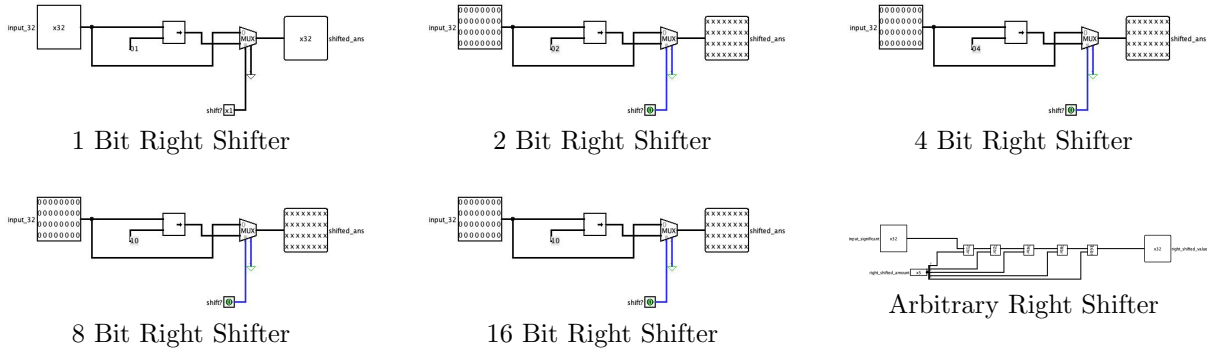 input_32 x32 01 → MUX x32 shifted_ans
shift? x1
1 Bit Right Shifter
input_32 00000000 00000000 00000000 00000000 02 → MUX XXXXXXXX XXXXXXXX XXXXXXXX XXXXXXXX shifted_ans
shift? 0
2 Bit Right Shifter
input_32 00000000 00000000 00000000 00000000 04 → MUX XXXXXXXX XXXXXXXX XXXXXXXX XXXXXXXX shifted_ans
shift? 0
4 Bit Right Shifter
input_32 00000000 00000000 00000000 00000000 10 → MUX XXXXXXXX XXXXXXXX XXXXXXXX XXXXXXXX shifted_ans
shift? 0
8 Bit Right Shifter
input_32 00000000 00000000 00000000 00000000 10 → MUX XXXXXXXX XXXXXXXX XXXXXXXX XXXXXXXX shifted_ans
shift? 0
16 Bit Right Shifter
input_significant x32 x32 right_shifted_value
right_shifted_amount x5
Arbitrary Right Shifter